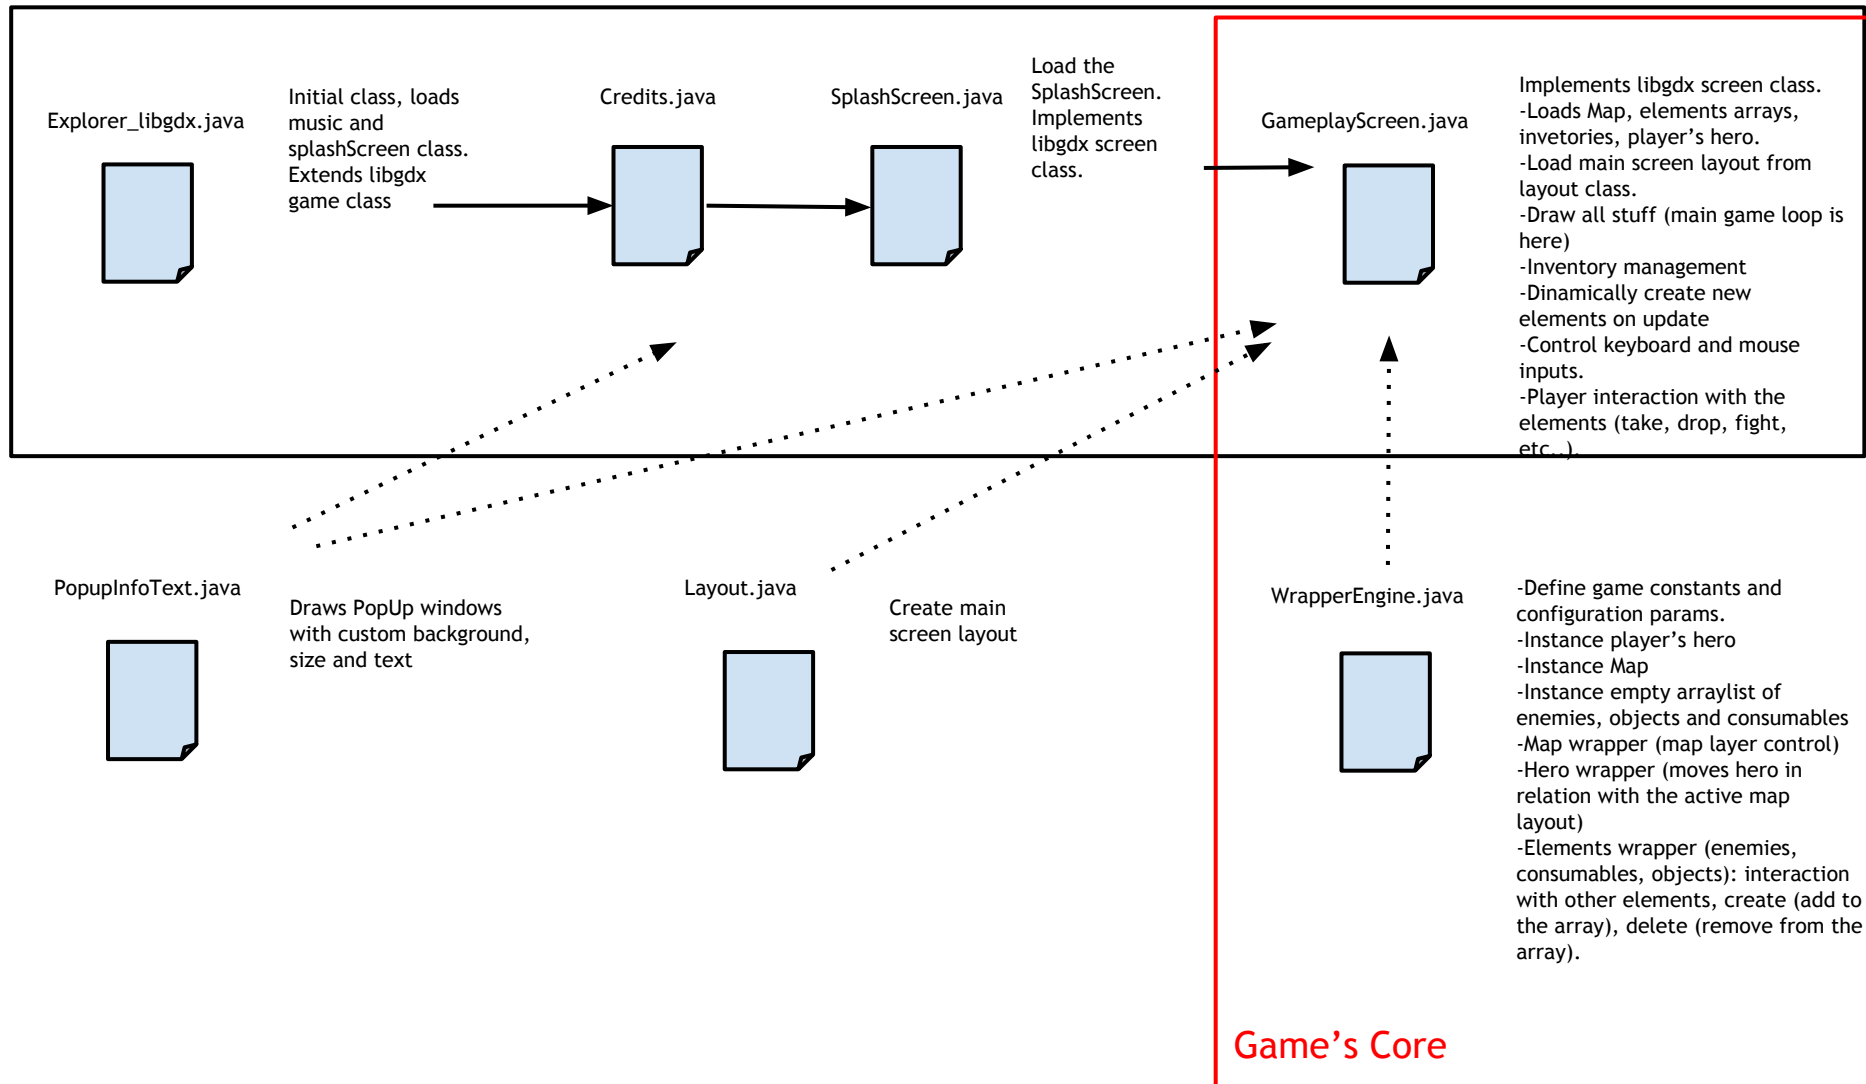 Explorer_libgdx.java
Initial class, loads
music and
splashScreen class.
Extends libgdx
game class
Credits.java
SplashScreen.java
Load the
SplashScreen.
Implements
libgdx screen
class.
GameplayScreen.java
Implements libgdx screen class.
-Loads Map, elements arrays,
invetories, player’s hero.
-Load main screen layout from
layout class.
-Draw all stuff (main game loop is
here)
-Inventory management
-Dinamically create new
elements on update
-Control keyboard and mouse
inputs.
-Player interaction with the
elements (take, drop, fight,
etc..).
PopupInfoText.java
Draws PopUp windows
with custom background,
size and text
Layout.java
Create main
screen layout
WrapperEngine.java
-Define game constants and
configuration params.
-Instance player’s hero
-Instance Map
-Instance empty arraylist of
enemies, objects and consumables
-Map wrapper (map layer control)
-Hero wrapper (moves hero in
relation with the active map
layout)
-Elements wrapper (enemies,
consumables, objects): interaction
with other elements, create (add to
the array), delete (remove from the
array).
Game’s Core